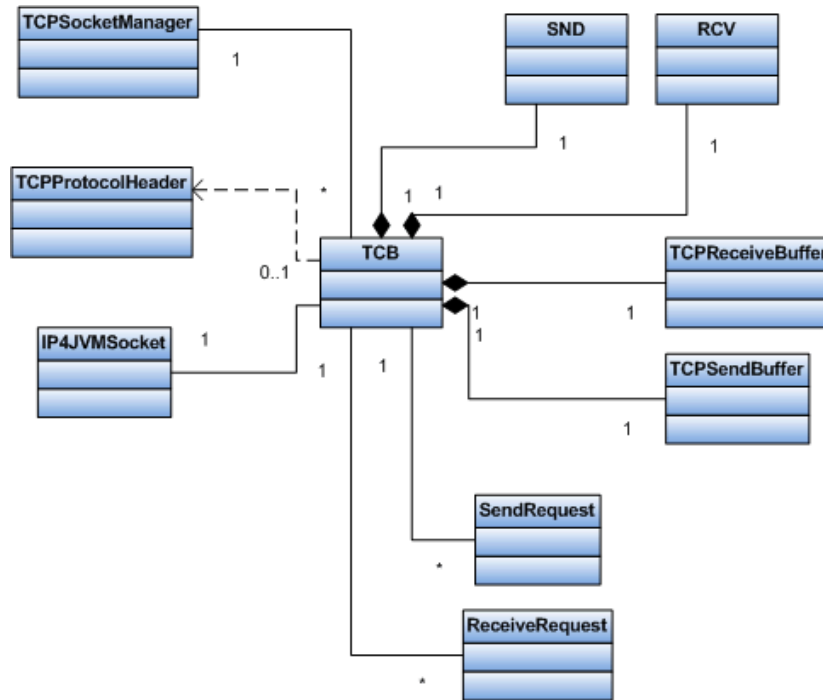 TCPSocketManager
SND
RCV
1
1
1
TCPProtocolHeader
*
1
1
TCB
0..1
TCPReceiveBuffer
1
1
1
IP4JVMSocket
1
1
1
TCPSendBuffer
1
SendRequest
*
ReceiveRequest
*